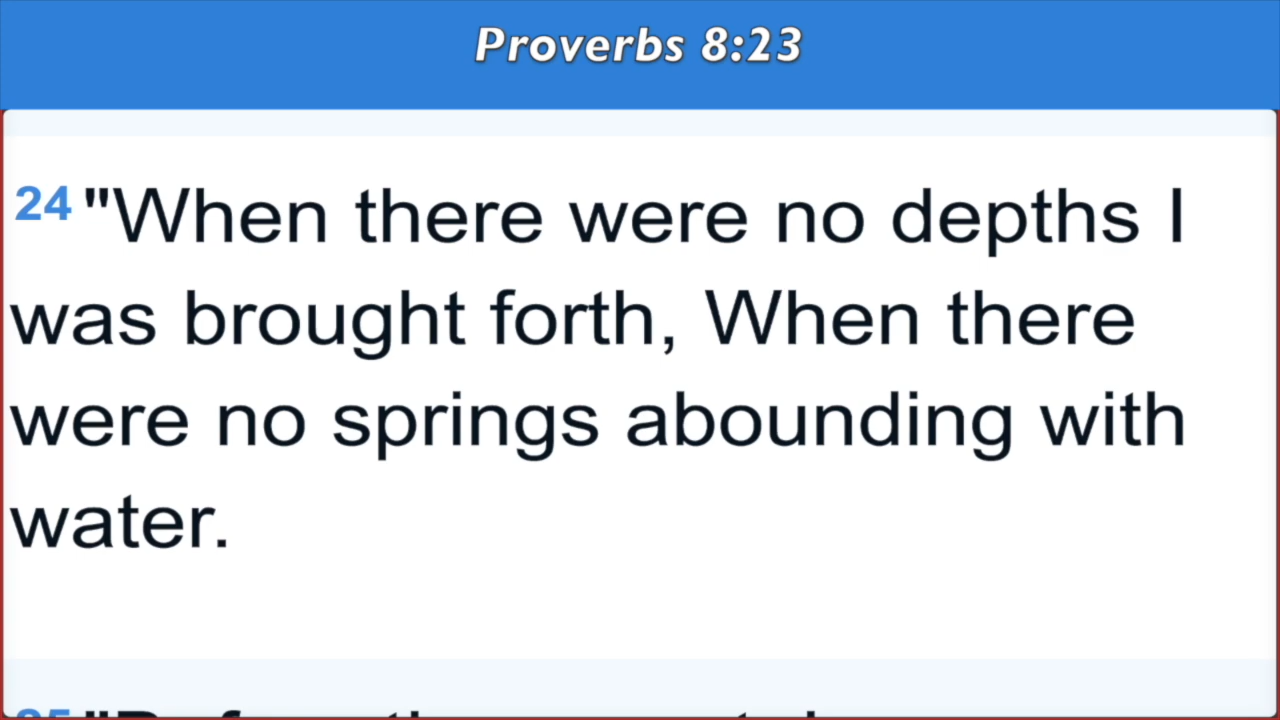 Proverbs 8:23
24 "When there were no depths I
was brought forth, When there
were no springs abounding with
water.